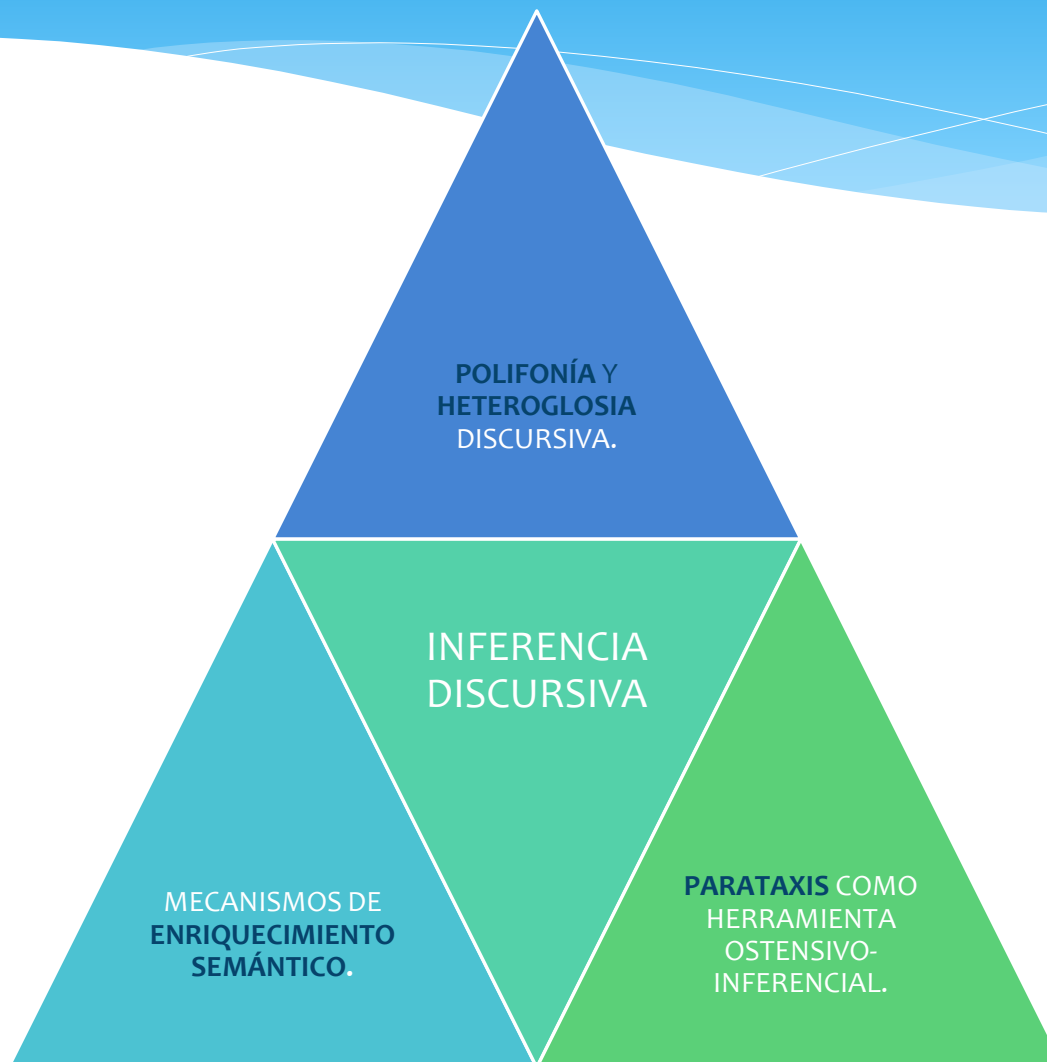 POLIFONÍA Y
HETEROGLOSIA
DISCURSIVA.
INFERENCIA
DISCURSIVA
MECANISMOS DE
ENRIQUECIMIENTO
SEMÁNTICO.
PARATAXIS COMO
HERRAMIENTA
OSTENSIVO-
INFERENCIAL.